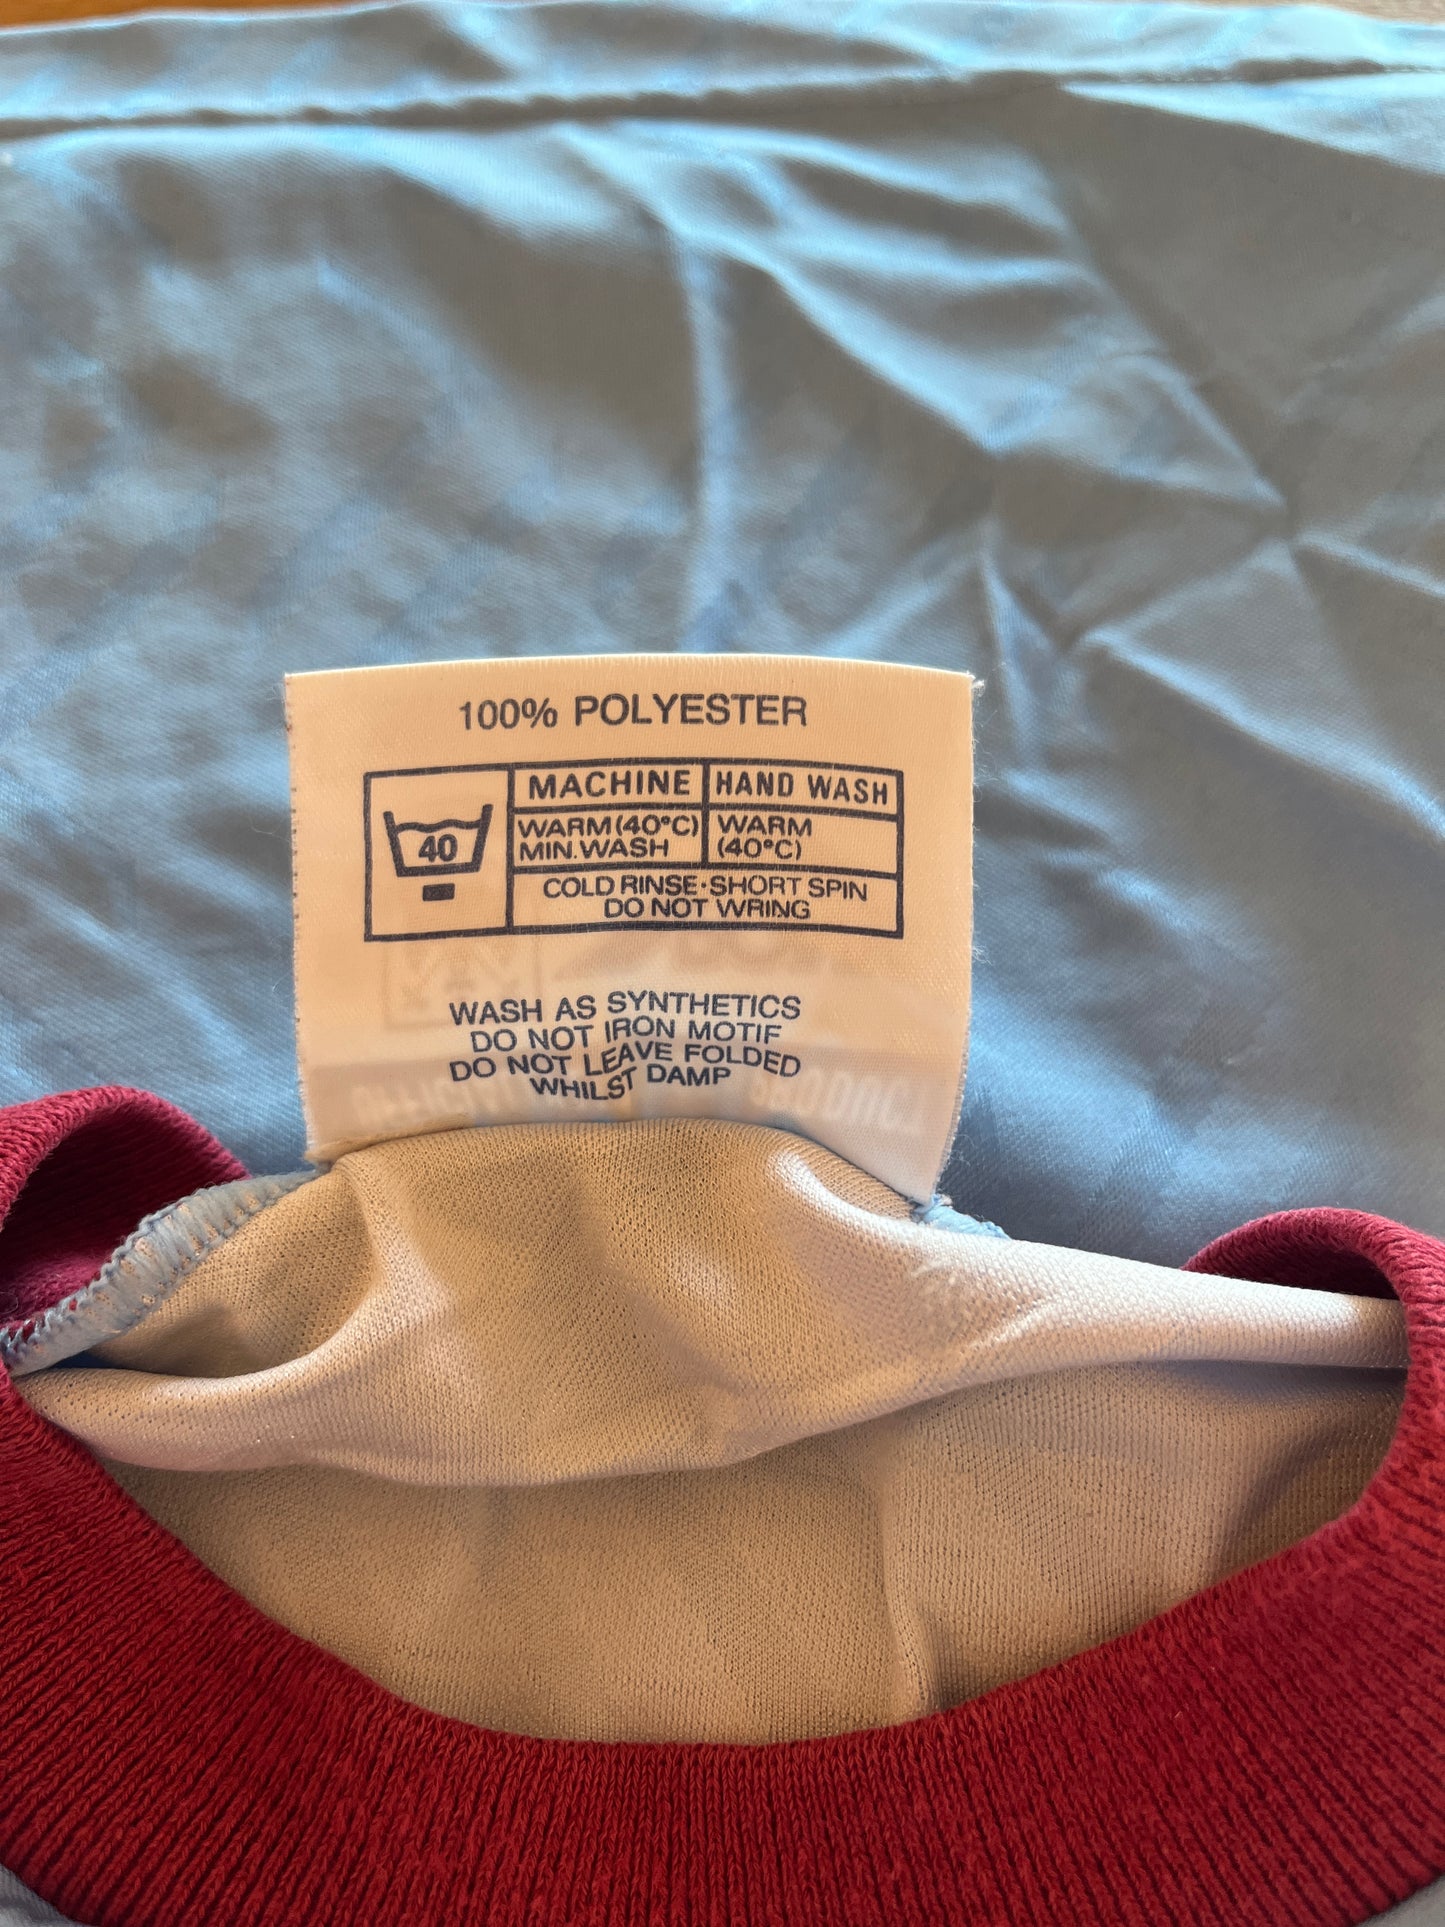 100% POLYESTER
MACHINE HAND WASH
40
WARM (40°C) WARM
MIN. WASH (40°C)
COLD RINSE·SHORT SPIN
DO NOT WRING
WASH AS SYNTHETICS
DO NOT IRON MOTIF
DO NOT LEAVE FOLDED
WHILST DAMP